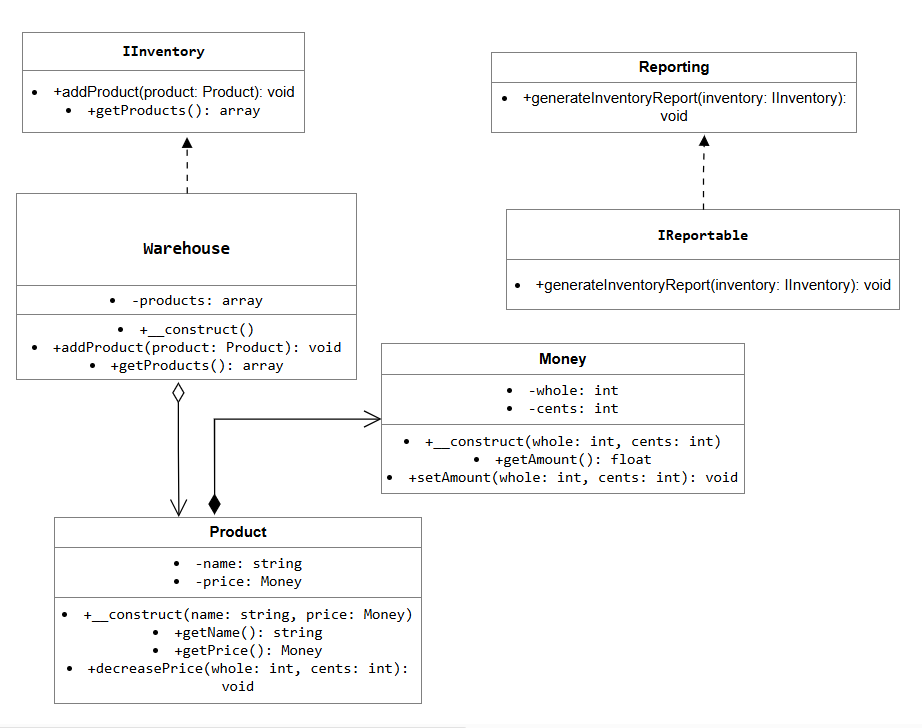 IInventory
+addProduct(product: Product): void
+getProducts(): array
Reporting
+generateInventoryReport(inventory: IInventory):
void
Warehouse
-products: array
+__construct()
+addProduct(product: Product): void
+getProducts(): array
IReportable
+generateInventoryReport(inventory: IInventory): void
Money
-whole: int
-cents: int
+__construct(whole: int, cents: int)
+getAmount(): float
+setAmount(whole: int, cents: int): void
Product
-name: string
-price: Money
+__construct(name: string, price: Money)
+getName(): string
+getPrice(): Money
+decreasePrice(whole: int, cents: int):
void